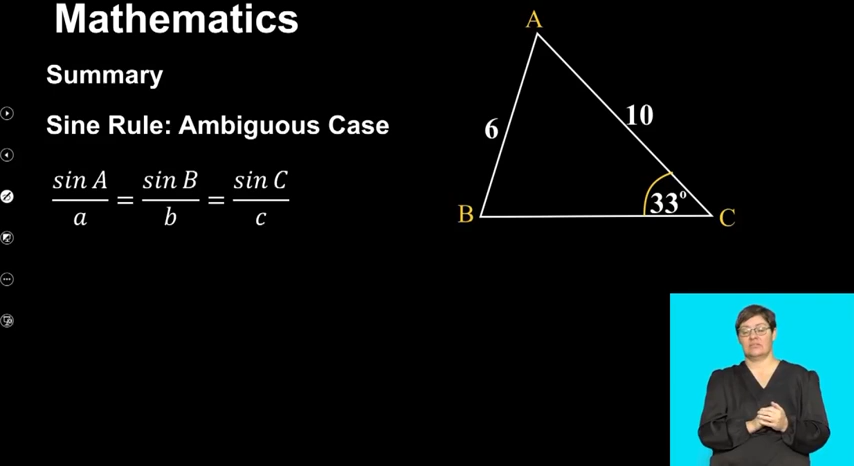 Mathematics
Summary
Sine Rule: Ambiguous Case
sin A / a = sin B / b = sin C / c
A
6
10
33°
B
C